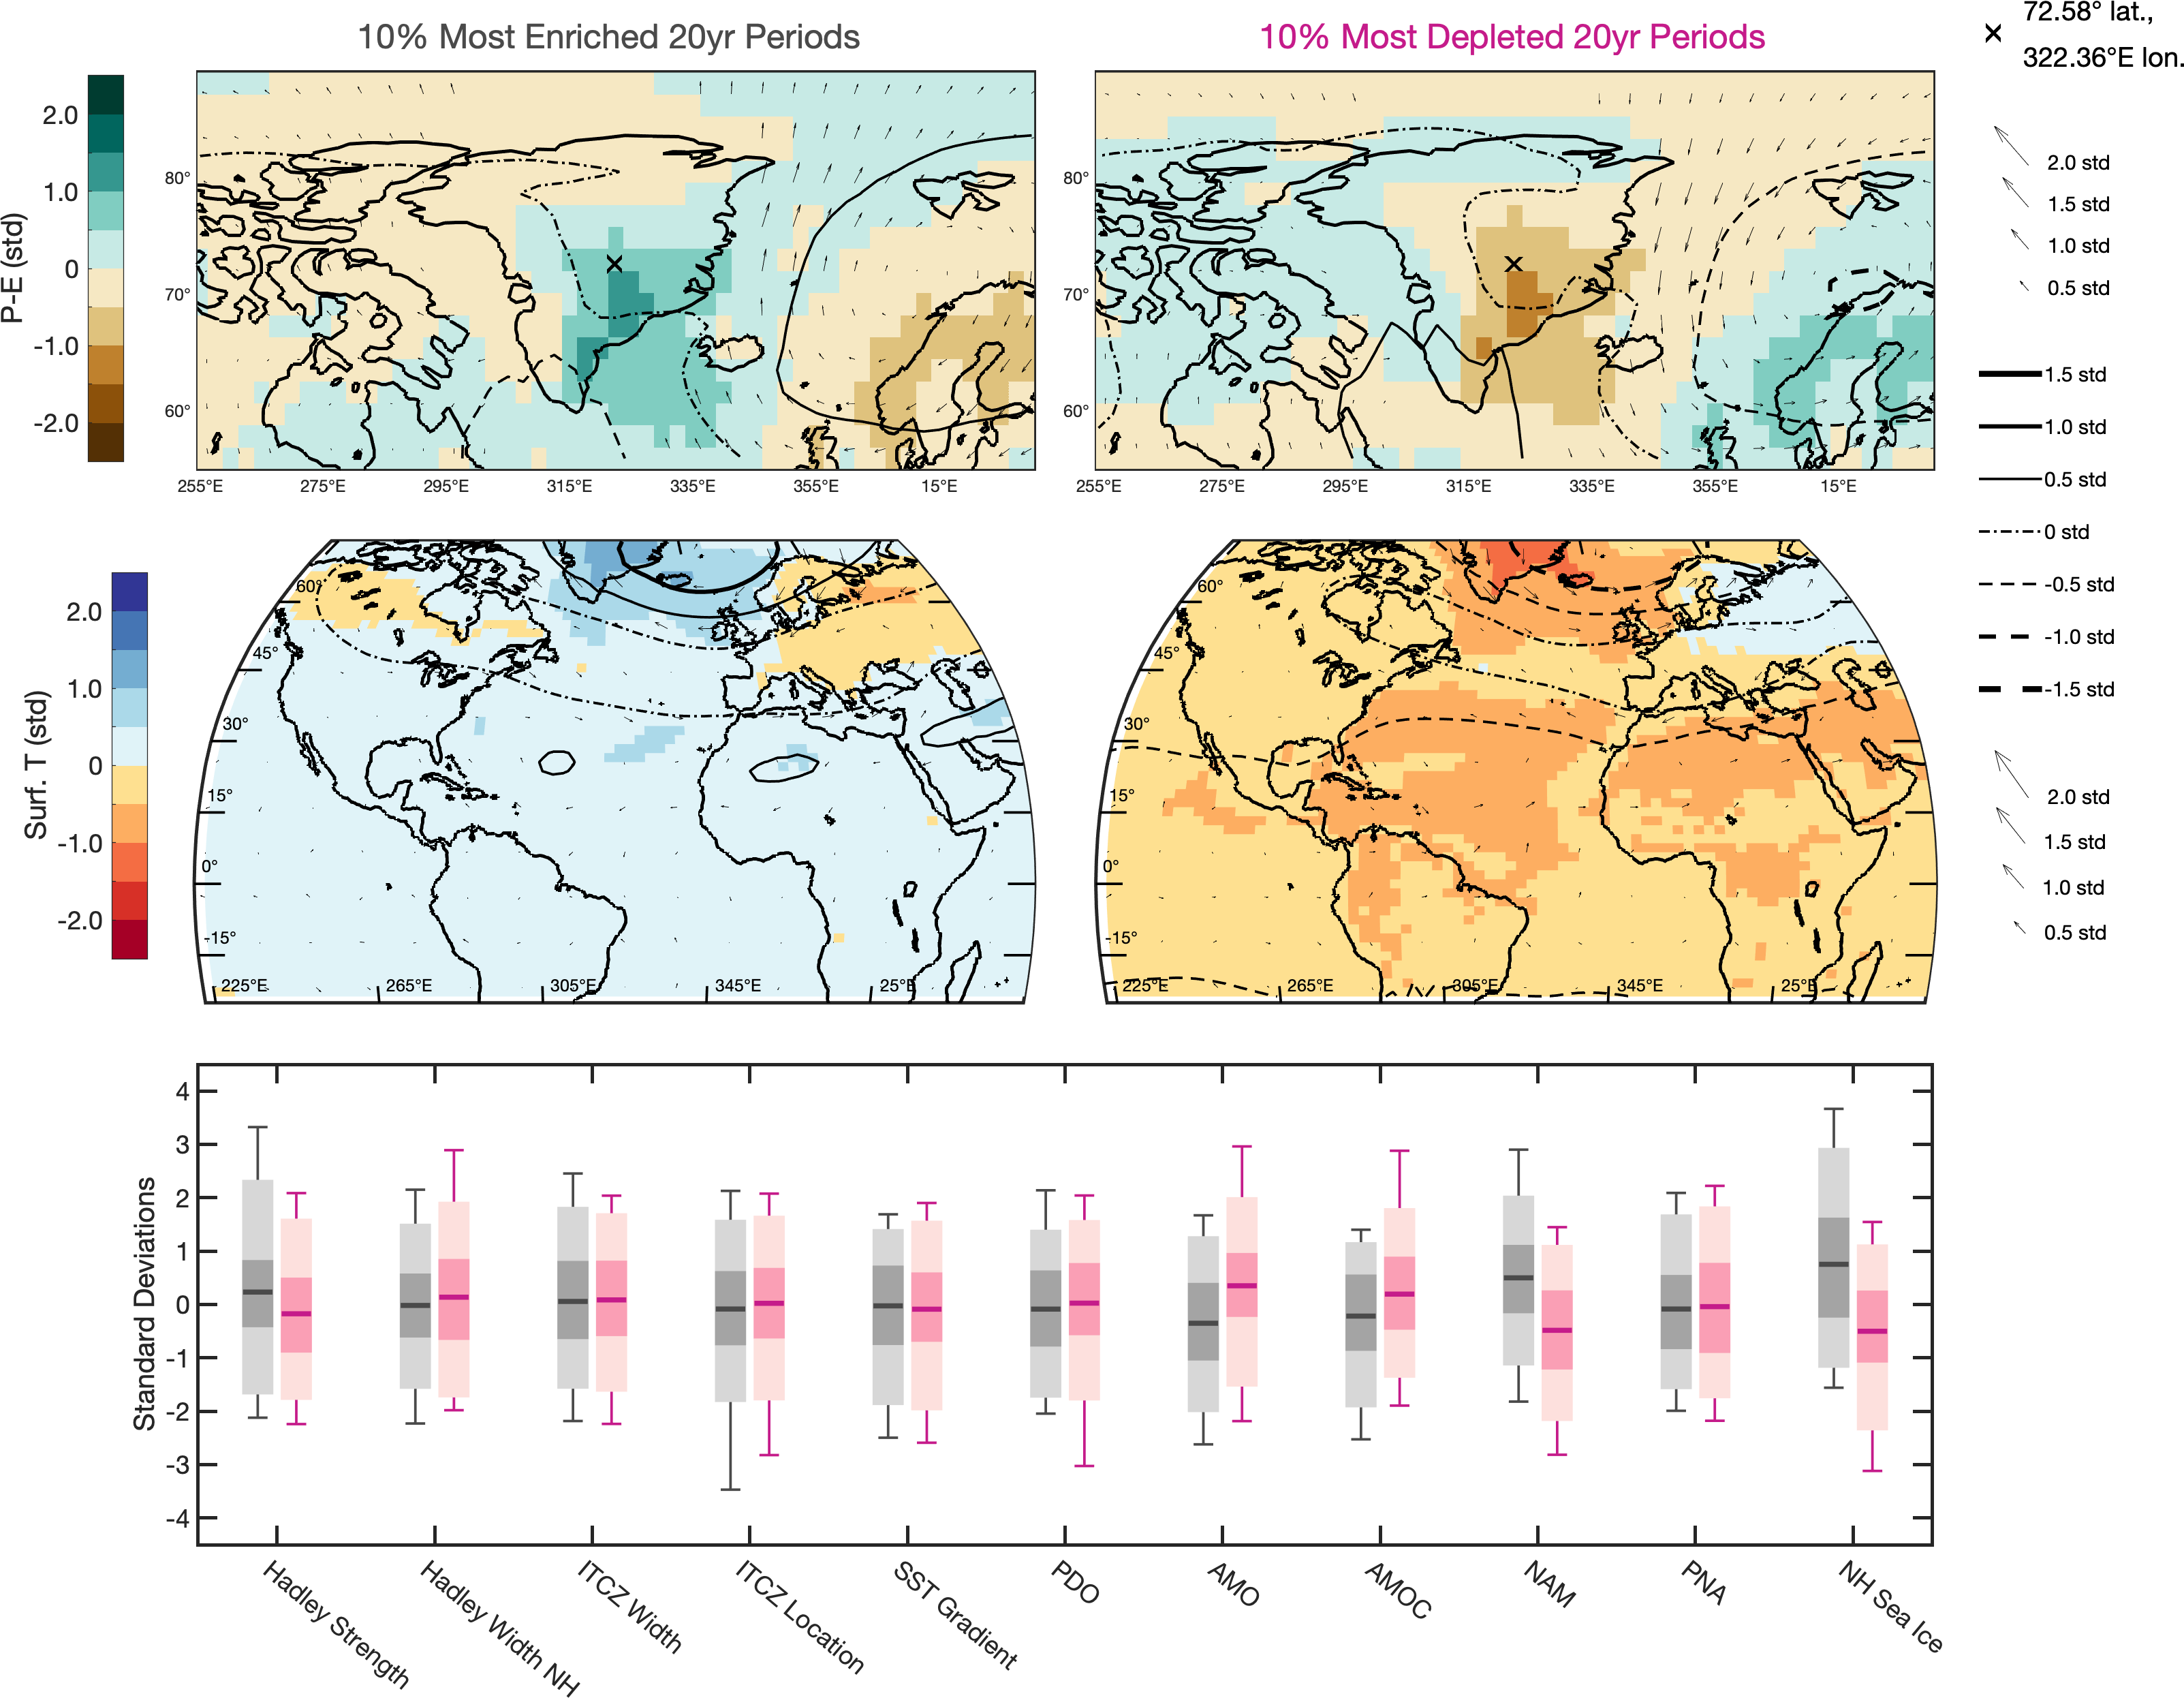 10% Most Enriched 20yr Periods
10% Most Depleted 20yr Periods
72.58° lat.,
322.36°E lon.
P-E (std)
2.0
1.0
0
-1.0
-2.0
80°
70°
60°
255°E 275°E 295°E 315°E 335°E 355°E 15°E
80°
70°
60°
255°E 275°E 295°E 315°E 335°E 355°E 15°E
2.0 std
1.5 std
1.0 std
0.5 std
1.5 std
1.0 std
0.5 std
0 std
-0.5 std
-1.0 std
-1.5 std
Surf. T (std)
2.0
1.0
0
-1.0
-2.0
60°
45°
30°
15°
0°
-15°
225°E 265°E 305°E 345°E 25°E
60°
45°
30°
15°
0°
-15°
225°E 265°E 305°E 345°E 25°E
2.0 std
1.5 std
1.0 std
0.5 std
Standard Deviations
4
3
2
1
0
-1
-2
-3
-4
Hadley Strength
Hadley Width NH
ITCZ Width
ITCZ Location
SST Gradient
PDO
AMO
AMOC
NAM
PNA
NH Sea Ice